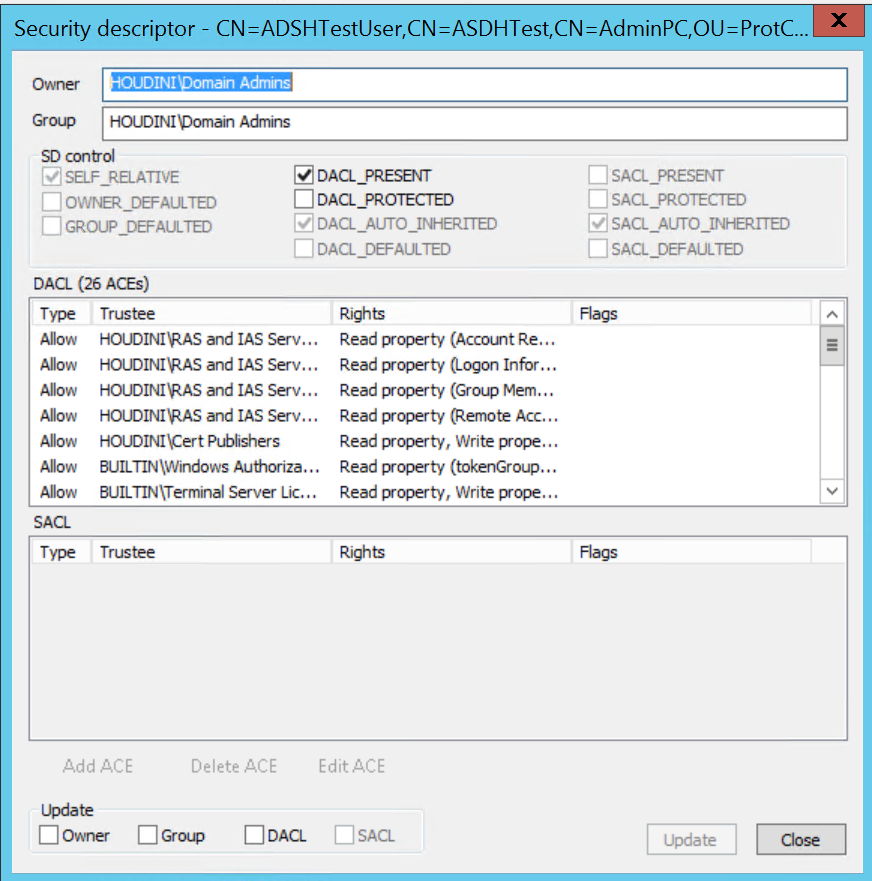 Security descriptor - CN=ADSHTestUser,CN=ASDHTest,CN=AdminPC,OU=ProtC... X
Owner HOUDINI\Domain Admins
Group HOUDINI\Domain Admins
SD control
SELF_RELATIVE DACL_PRESENT SACL_PRESENT
OWNER_DEFAULTED DACL_PROTECTED SACL_PROTECTED
GROUP_DEFAULTED DACL_AUTO_INHERITED SACL_AUTO_INHERITED
DACL_DEFAULTED SACL_DEFAULTED
DACL (26 ACEs)
Type Trustee Rights Flags
Allow HOUDINI\RAS and IAS Serv... Read property (Account Re...
Allow HOUDINI\RAS and IAS Serv... Read property (Logon Infor...
Allow HOUDINI\RAS and IAS Serv... Read property (Group Mem...
Allow HOUDINI\RAS and IAS Serv... Read property (Remote Acc...
Allow HOUDINI\Cert Publishers Read property, Write prope...
Allow BUILTIN\Windows Authoriza... Read property (tokenGroup...
Allow BUILTIN\Terminal Server Lic... Read property, Write prope...
SACL
Type Trustee Rights Flags
Add ACE Delete ACE Edit ACE
Update
Owner Group DACL SACL Update Close